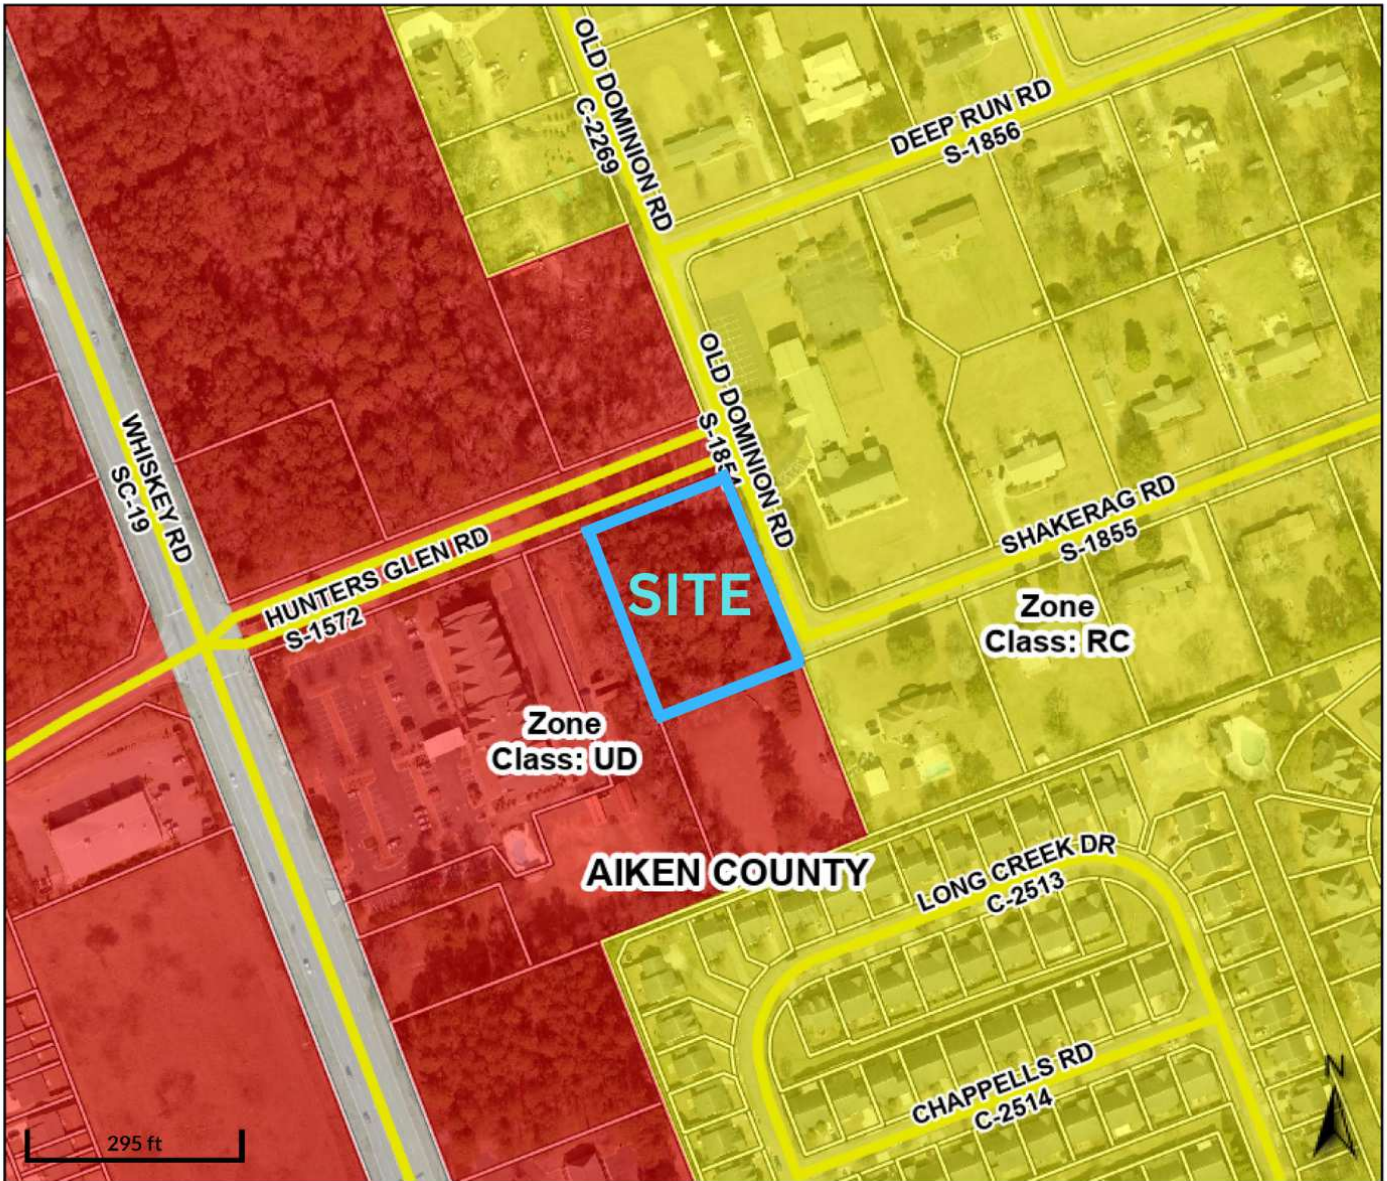 OLD DOMINION RD
C-2269
DEEP RUN RD
S-1856
OLD DOMINION RD
S-1854
WHISKEY RD
SC-19
HUNTERS GLEN RD
S-1572
SHAKERAG RD
S-1855
SITE
Zone
Class: RC
Zone
Class: UD
AIKEN COUNTY
LONG CREEK DR
C-2513
CHAPPELLS RD
C-2514
N
295 ft